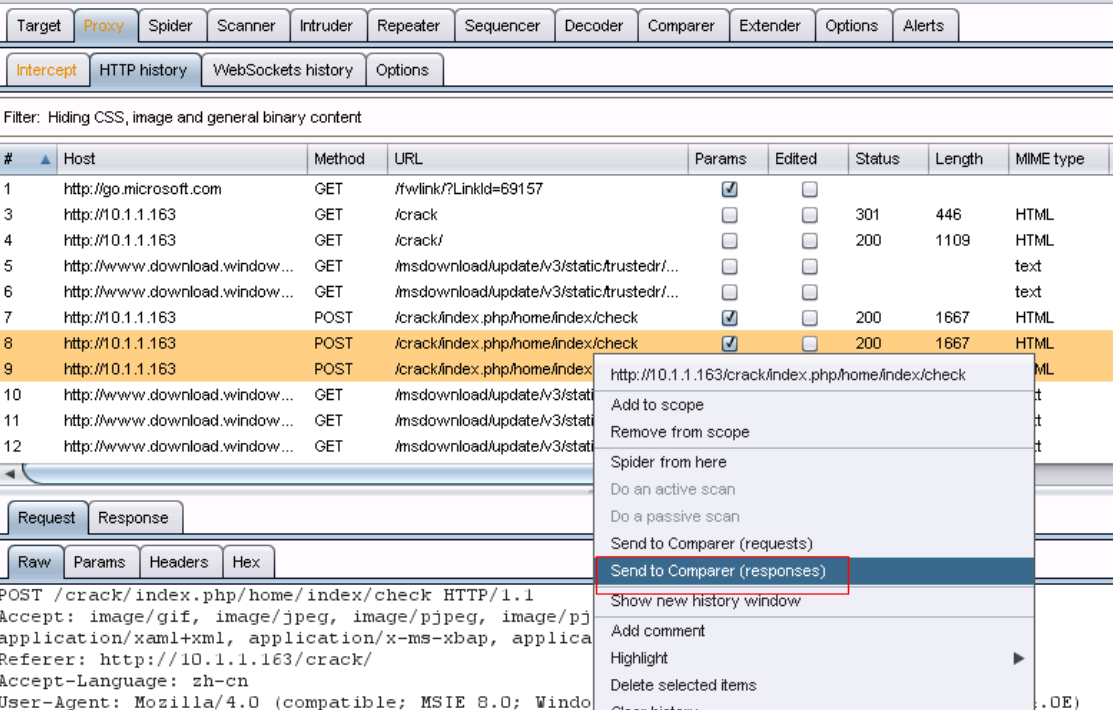 Target Proxy Spider Scanner Intruder Repeater Sequencer Decoder Comparer Extender Options Alerts
Intercept HTTP history WebSockets history Options
Filter: Hiding CSS, image and general binary content
# Host Method URL Params Edited Status Length MIME type
1 http://go.microsoft.com GET /fwlink/?LinkId=69157
3 http://10.1.1.163 GET /crack 301 446 HTML
4 http://10.1.1.163 GET /crack/ 200 1109 HTML
5 http://www.download.window... GET /msdownload/update/v3/static/trustedr/... text
6 http://www.download.window... GET /msdownload/update/v3/static/trustedr/... text
7 http://10.1.1.163 POST /crack/index.php/home/index/check 200 1667 HTML
8 http://10.1.1.163 POST /crack/index.php/home/index/check 200 1667 HTML
9 http://10.1.1.163 POST /crack/index.php/home/index
10 http://www.download.window... GET /msdownload/update/v3/stati
11 http://www.download.window... GET /msdownload/update/v3/stati
12 http://www.download.window... GET /msdownload/update/v3/stati
http://10.1.1.163/crack/index.php/home/index/check
Add to scope
Remove from scope
Spider from here
Do an active scan
Do a passive scan
Send to Comparer (requests)
Send to Comparer (responses)
Show new history window
Add comment
Highlight
Delete selected items
Clear history
Request Response
Raw Params Headers Hex
POST /crack/index.php/home/index/check HTTP/1.1
Accept: image/gif, image/jpeg, image/pjpeg, image/pj
application/xaml+xml, application/x-ms-xbap, applica
Referer: http://10.1.1.163/crack/
Accept-Language: zh-cn
User-Agent: Mozilla/4.0 (compatible; MSIE 8.0; Windo .0E)